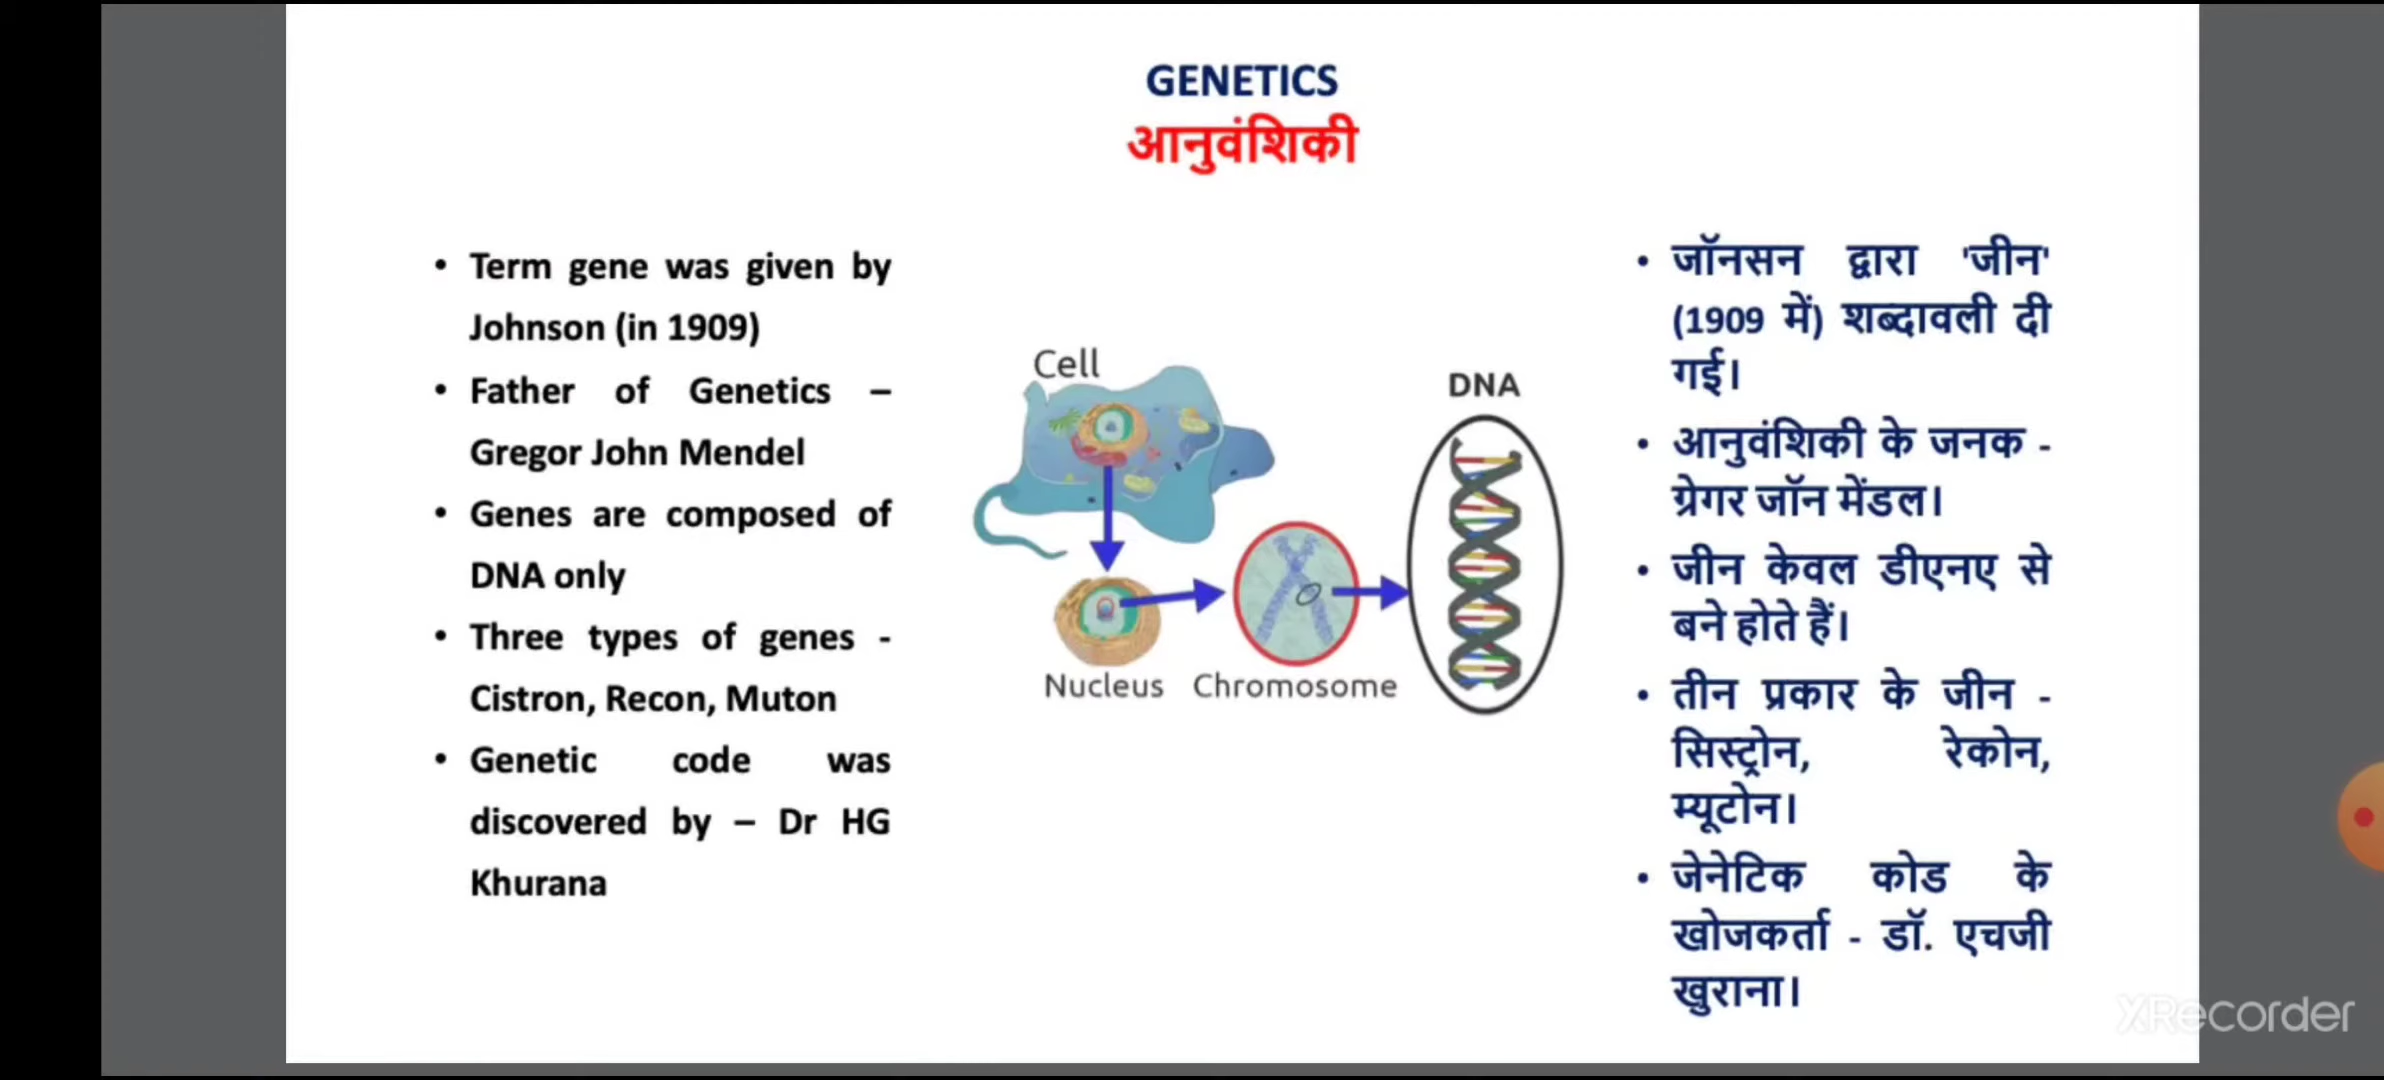 GENETICS
आनुवंशिकी
• Term gene was given by
Johnson (in 1909)
• Father of Genetics –
Gregor John Mendel
• Genes are composed of
DNA only
• Three types of genes -
Cistron, Recon, Muton
• Genetic code was
discovered by – Dr HG
Khurana
Cell
DNA
Nucleus
Chromosome
• जॉनसन द्वारा 'जीन'
(1909 में) शब्दावली दी
गई।
• आनुवंशिकी के जनक -
ग्रेगर जॉन मेंडल।
• जीन केवल डीएनए से
बने होते हैं।
• तीन प्रकार के जीन -
सिस्ट्रोन, रेकोन,
म्यूटोन।
• जेनेटिक कोड के
खोजकर्ता - डॉ. एचजी
खुराना।
XRecorder